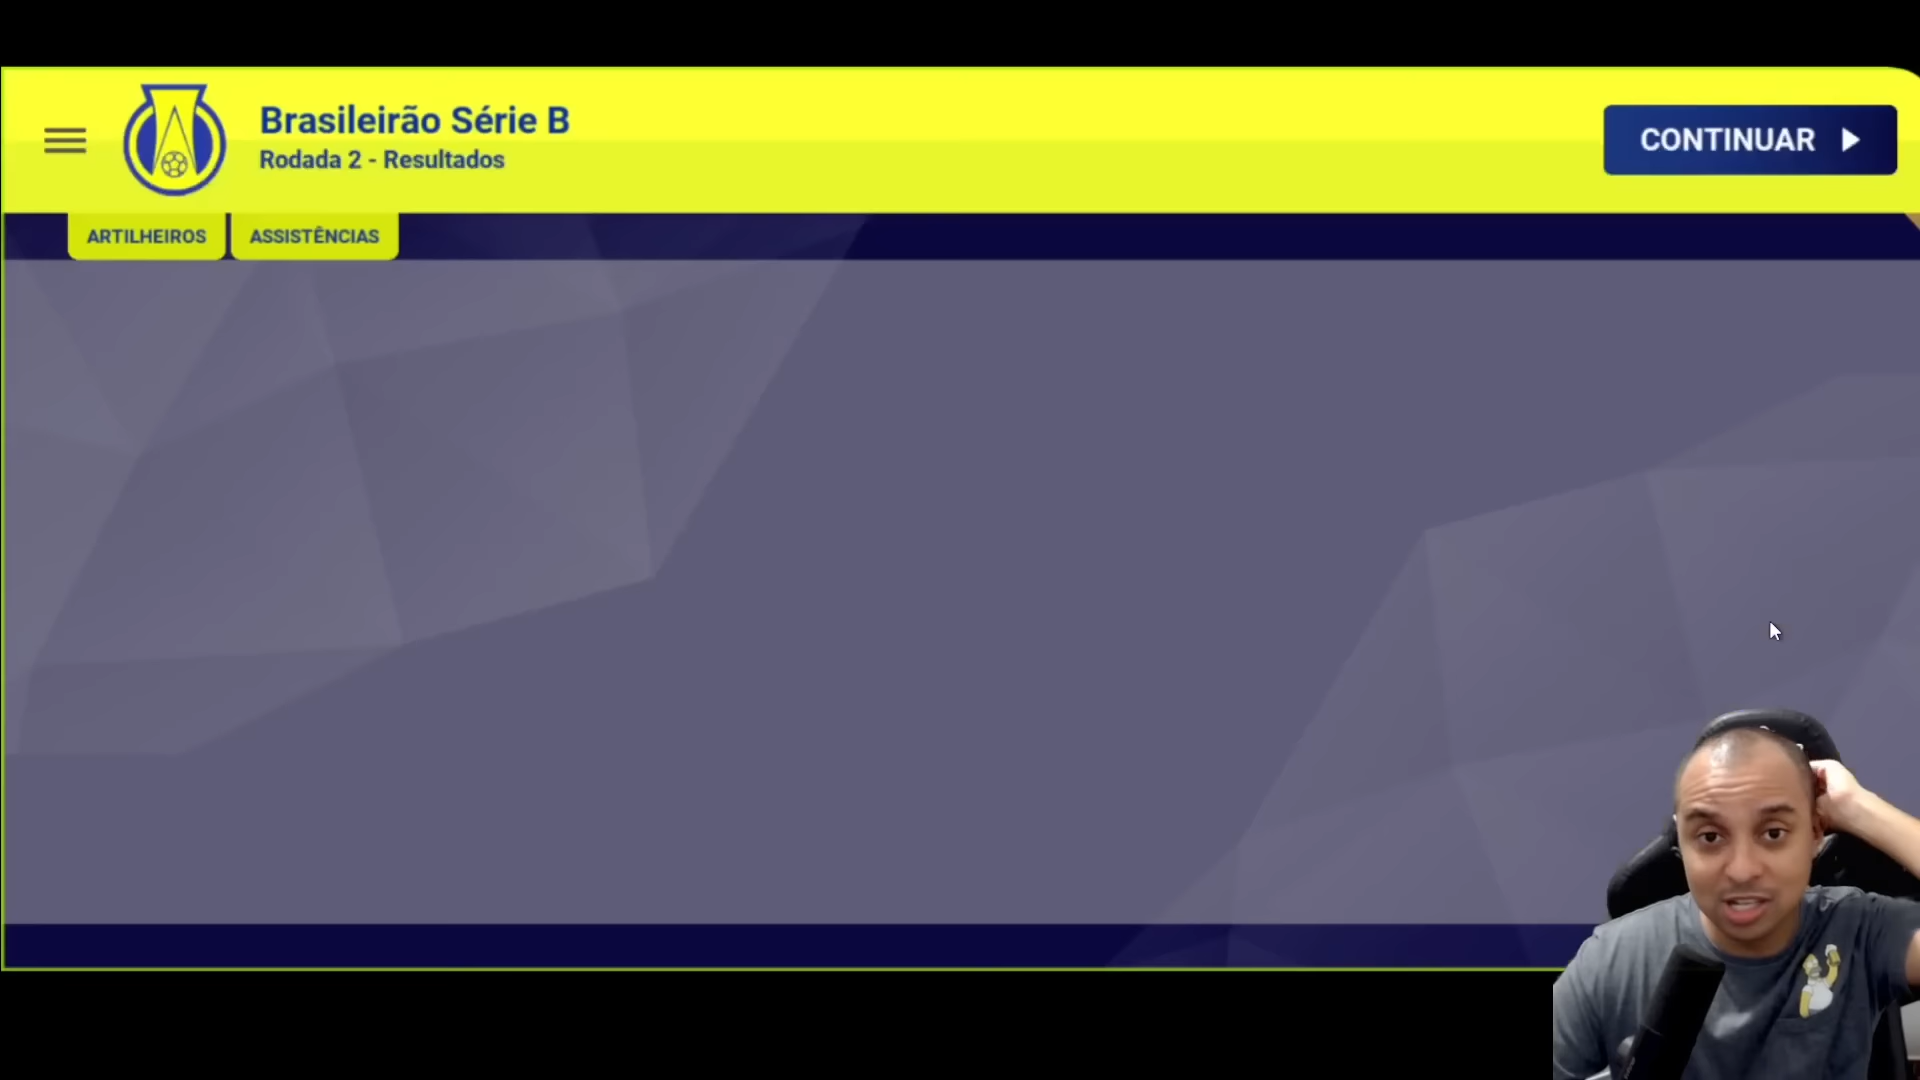 Brasileirão Série B
Rodada 2 - Resultados
CONTINUAR
ARTILHEIROS
ASSISTÊNCIAS